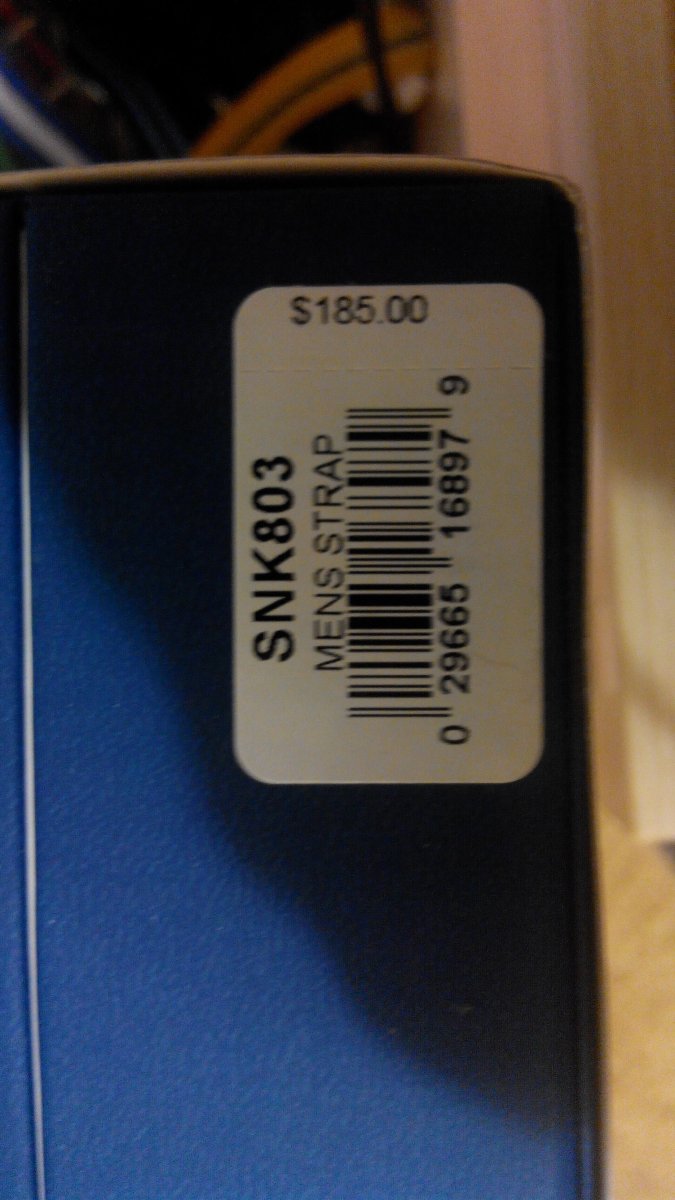 $185.00
SNK803
MENS STRAP
0 29665 16897 9